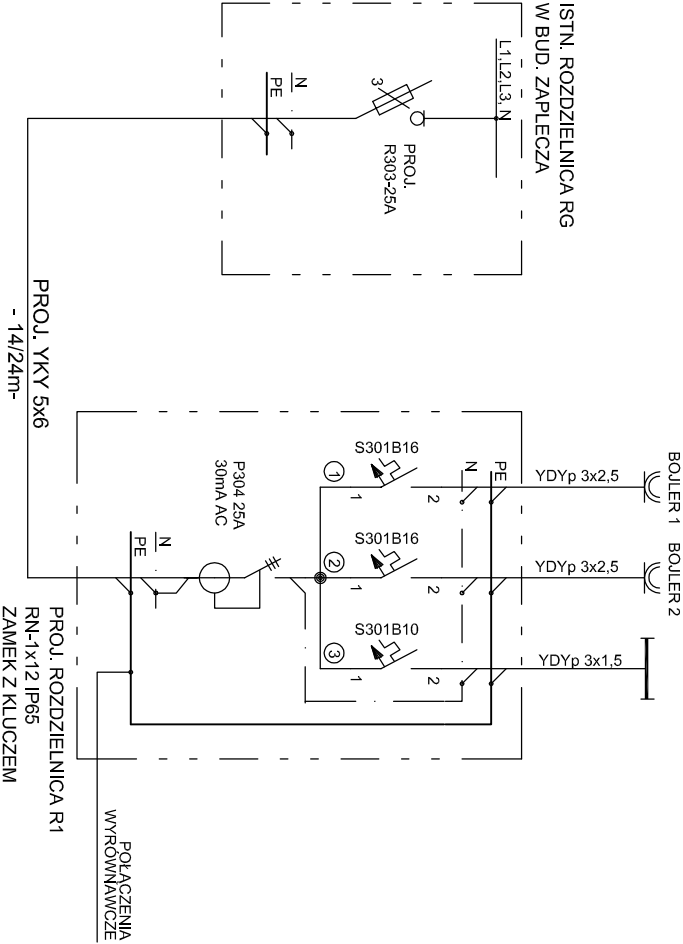 ISTN. ROZDZIELNICA RG
W BUD. ZAPLECZA
L1,L2,L3, N
3
PROJ.
R303-25A
N
PE
PROJ. YKY 5x6
- 14/24m-
BOJLER 1
BOJLER 2
YDYp 3x2,5
YDYp 3x2,5
YDYp 3x1,5
PE
N
S301B16
S301B16
S301B10
1
2
1
2
1
2
1
2
3
P304 25A
30mA AC
N
PE
PROJ. ROZDZIELNICA R1
RN-1x12 IP65
ZAMEK Z KLUCZEM
POŁĄCZENIA
WYRÓWNAWCZE